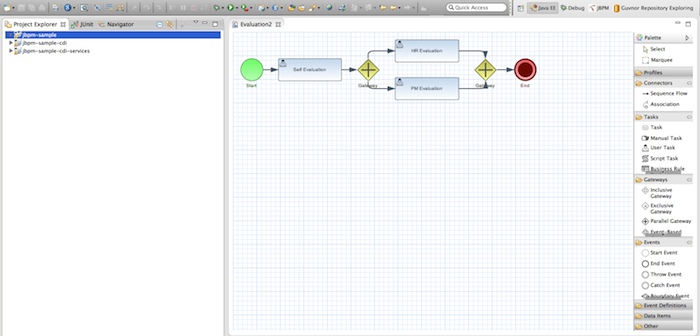 Quick Access
Java EE
Debug
jBPM
Guvnor Repository Exploring
Project Explorer
JUnit
Navigator
jbpm-sample
jbpm-sample-cdi
jbpm-sample-cdi-services
Evaluation2
Start
Self Evaluation
Gateway
HR Evaluation
PM Evaluation
Gateway
End
Palette
Select
Marquee
Profiles
Connectors
Sequence Flow
Association
Tasks
Task
Manual Task
User Task
Script Task
Business Rule
Gateways
Inclusive
Gateway
Exclusive
Gateway
Parallel Gateway
Event-Based
Events
Start Event
End Event
Throw Event
Catch Event
Boundary Event
Event Definitions
Data Items
Other